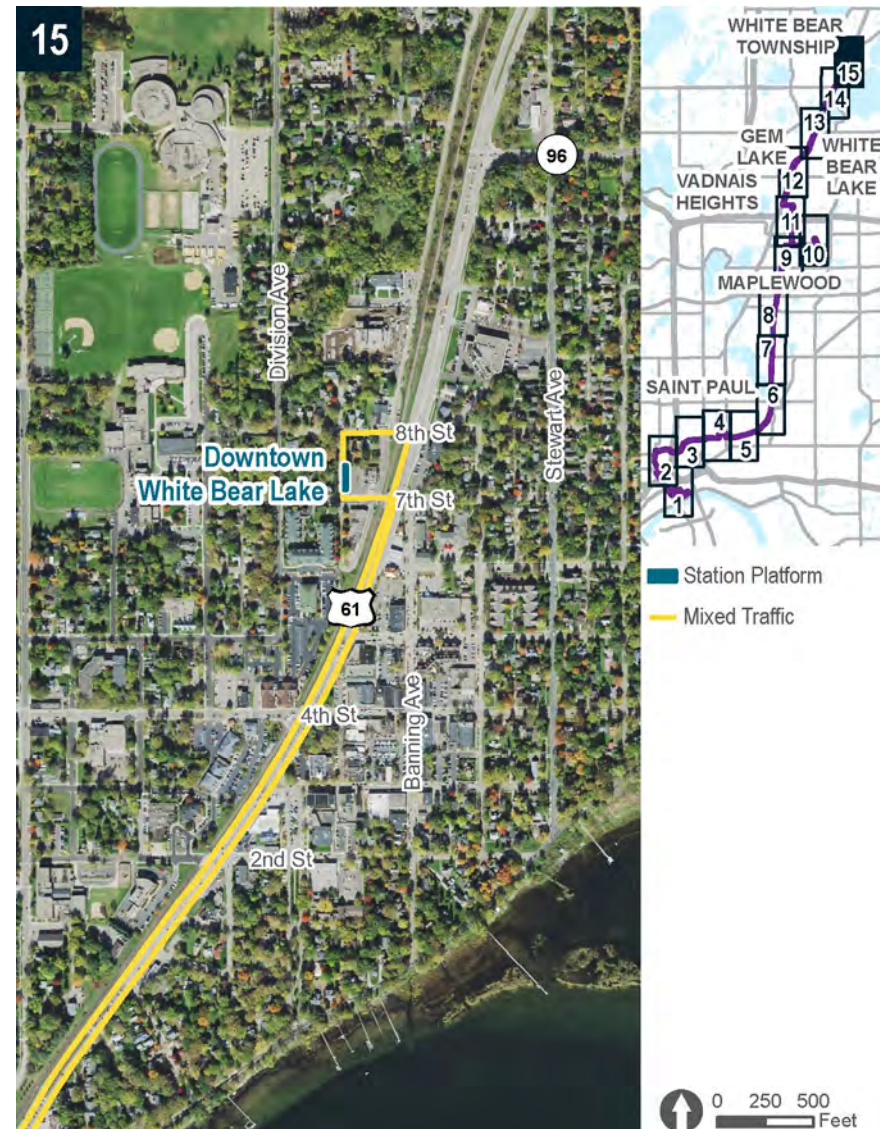 15
96
Division Ave
Stewart Ave
8th St
Downtown
White Bear Lake
7th St
61
4th St
Banning Ave
2nd St
WHITE BEAR
TOWNSHIP
15
14
13
GEM
LAKE
WHITE
BEAR
LAKE
12
VADNAIS
HEIGHTS
11
10
9
MAPLEWOOD
8
7
SAINT PAUL
6
4
5
3
2
1
Station Platform
Mixed Traffic
0 250 500
Feet